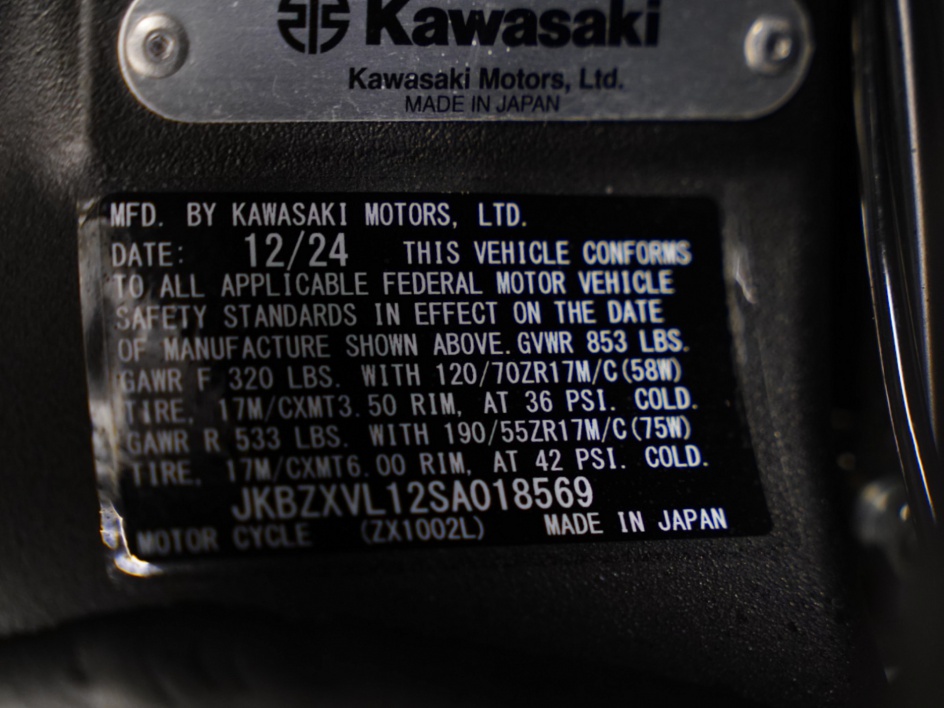 Kawasaki
Kawasaki Motors, Ltd.
MADE IN JAPAN
MFD. BY KAWASAKI MOTORS, LTD.
DATE: 12/24 THIS VEHICLE CONFORMS
TO ALL APPLICABLE FEDERAL MOTOR VEHICLE
SAFETY STANDARDS IN EFFECT ON THE DATE
OF MANUFACTURE SHOWN ABOVE. GVWR 853 LBS.
GAWR F 320 LBS. WITH 120/70ZR17M/C(58W)
TIRE, 17M/CXMT3.50 RIM, AT 36 PSI. COLD.
GAWR R 533 LBS. WITH 190/55ZR17M/C(75W)
TIRE, 17M/CXMT6.00 RIM, AT 42 PSI. COLD.
JKBZXVL12SA018569
MOTOR CYCLE (ZX1002L) MADE IN JAPAN